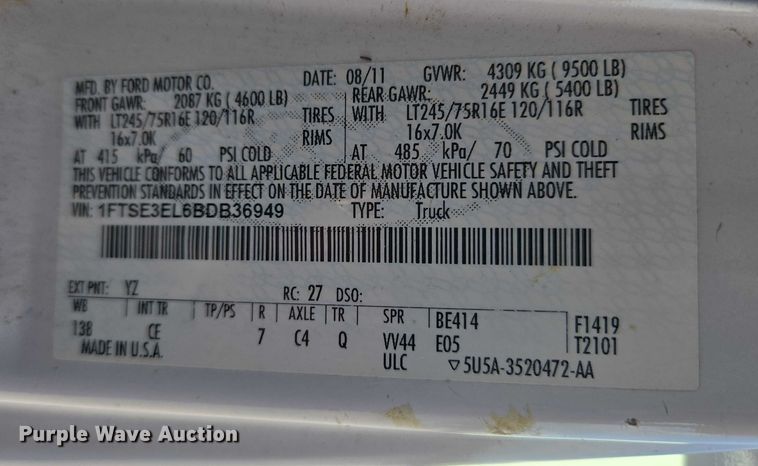 MFD. BY FORD MOTOR CO. DATE: 08/11 GVWR: 4309 KG ( 9500 LB)
FRONT GAWR: 2087 KG ( 4600 LB) REAR GAWR: 2449 KG ( 5400 LB)
WITH LT245/75R16E 120/116R TIRES WITH LT245/75R16E 120/116R TIRES
16x7.0K RIMS 16x7.0K RIMS
AT 415 kPa/ 60 PSI COLD AT 485 kPa/ 70 PSI COLD
THIS VEHICLE CONFORMS TO ALL APPLICABLE FEDERAL MOTOR VEHICLE SAFETY AND THEFT
PREVENTION STANDARDS IN EFFECT ON THE DATE OF MANUFACTURE SHOWN ABOVE.
VIN: 1FTSE3EL6BDB36949 TYPE: Truck
EXT PNT: YZ RC: 27 DSO:
WB INT TR TP/PS R AXLE TR SPR BE414 F1419
138 CE 7 C4 Q VV44 E05 T2101
MADE IN U.S.A. ULC ▽5U5A-3520472-AA
Purple Wave Auction